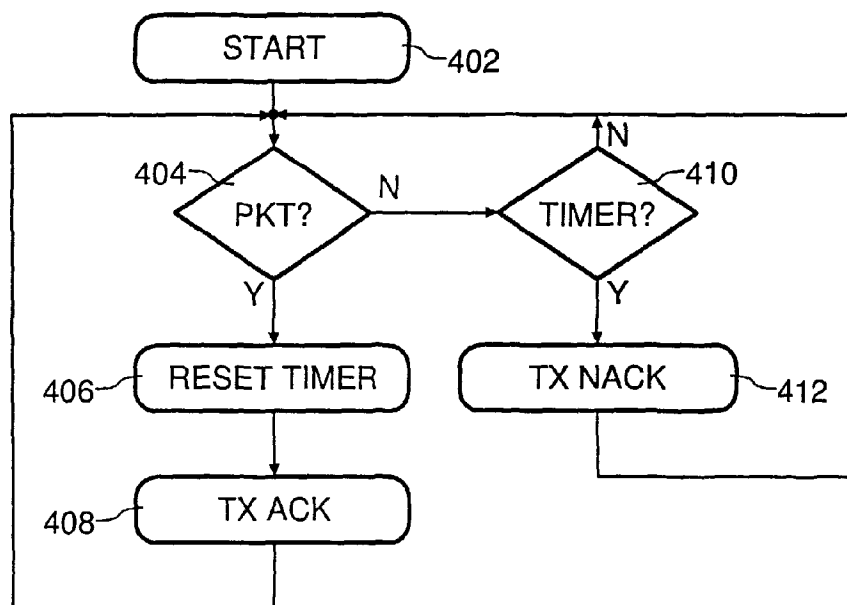 START
402
N
404
410
N
PKT?
TIMER?
Y
Y
RESET TIMER
406
TX NACK
412
TX ACK
408